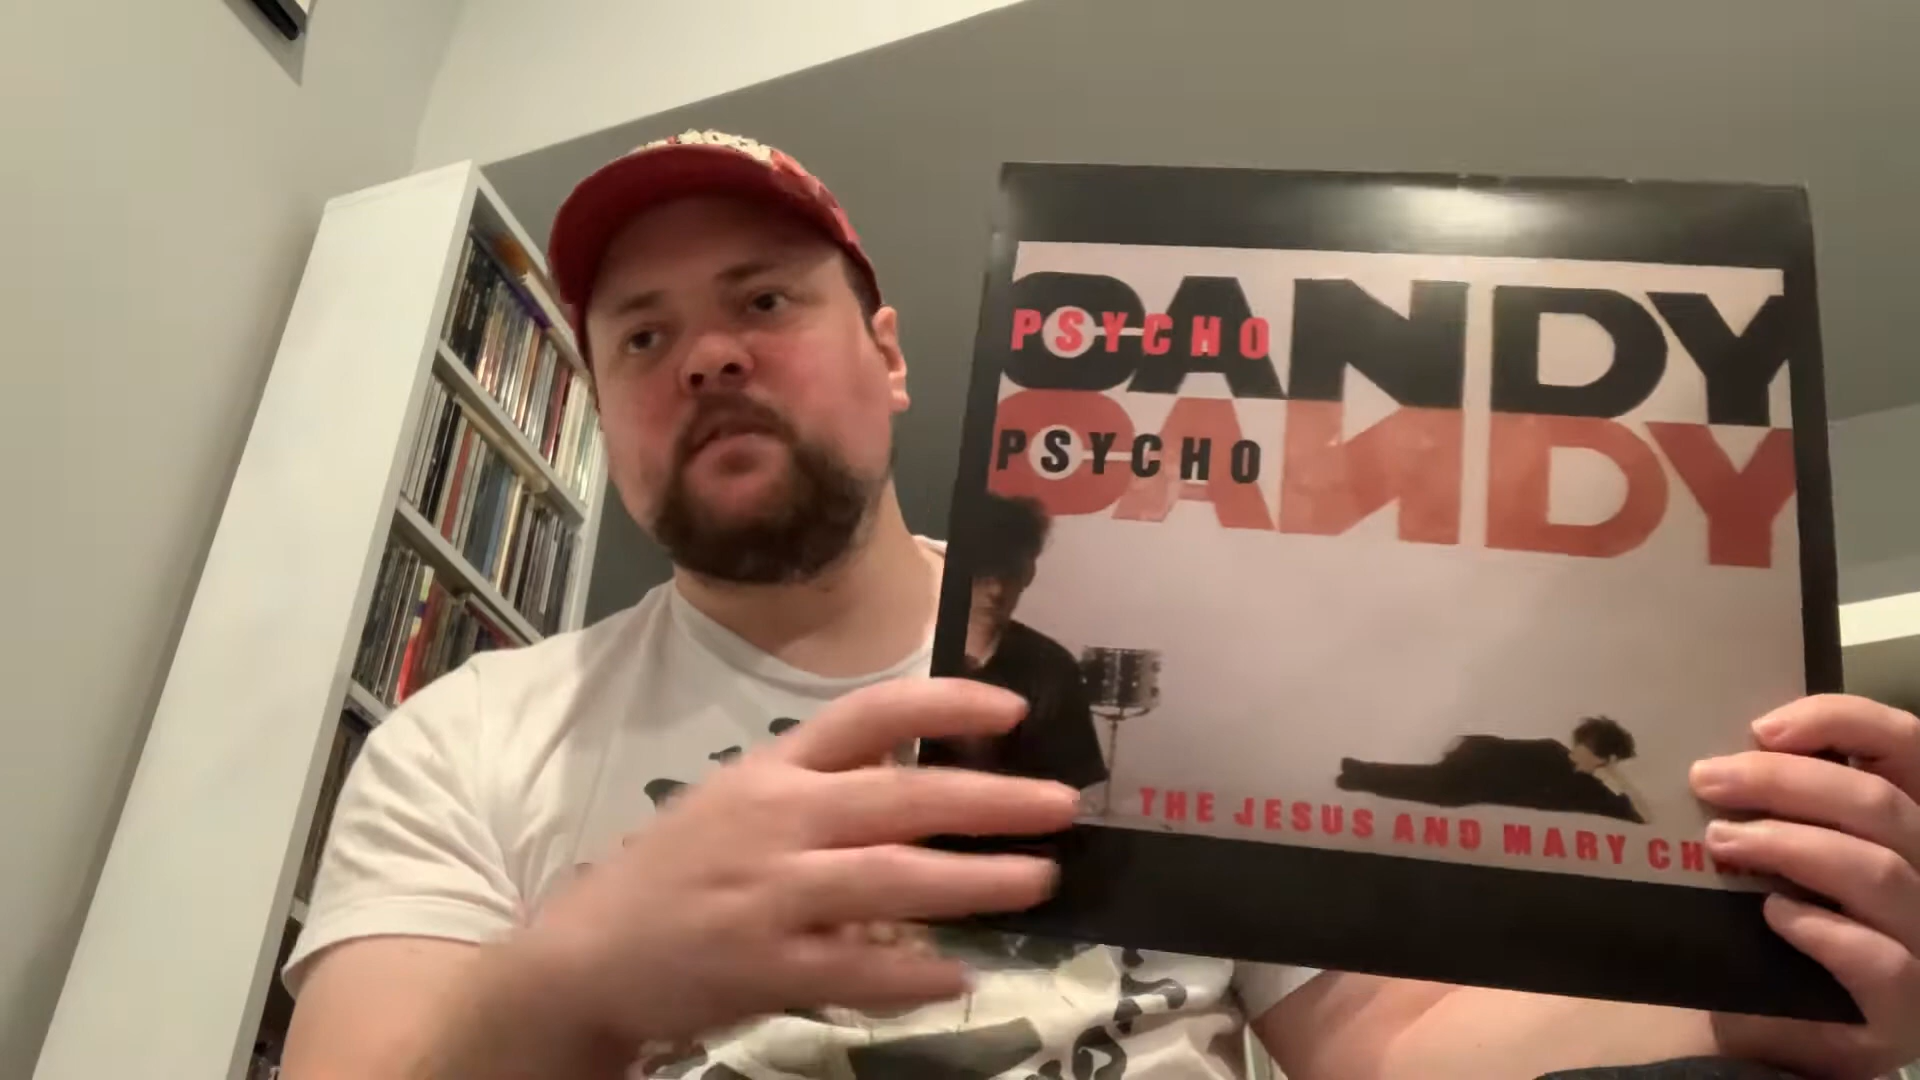 CANDY
PSYCHO
CANDY
PSYCHO
THE JESUS AND MARY CH